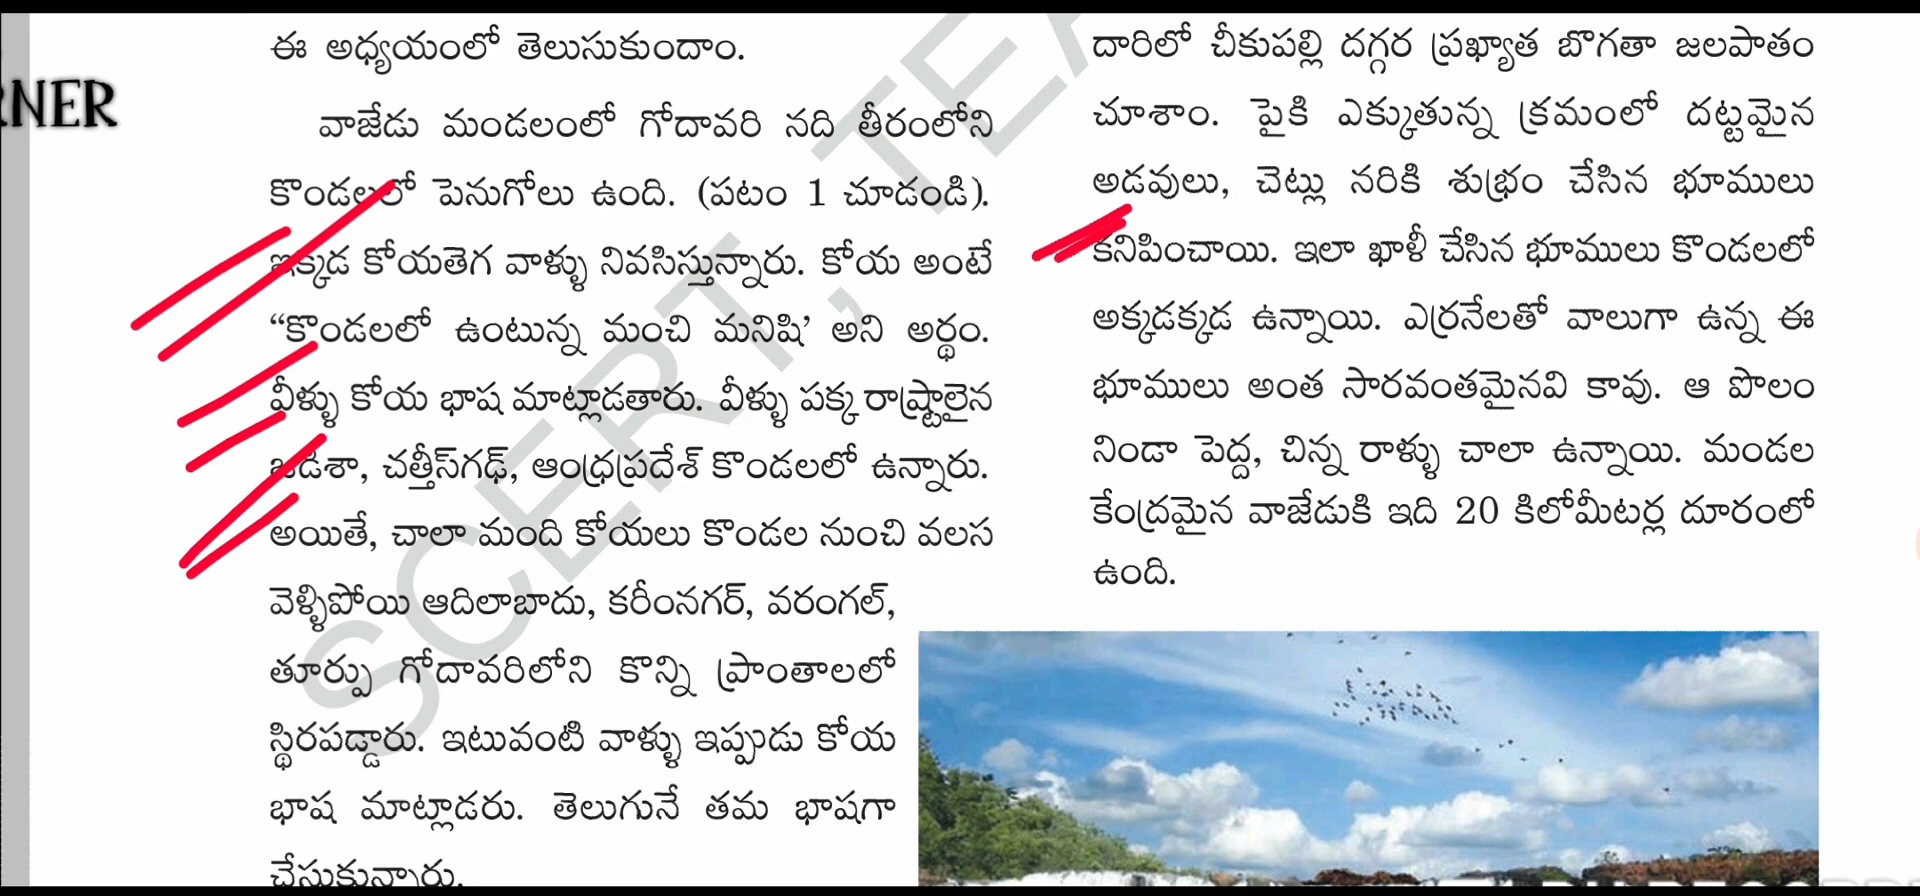 RNER
ఈ అధ్యయంలో తెలుసుకుందాం.
వాజేడు మండలంలో గోదావరి నది తీరంలోని
కొండలలో పెనుగోలు ఉంది. (పటం 1 చూడండి).
ఇక్కడ కోయతెగ వాళ్ళు నివసిస్తున్నారు. కోయ అంటే
“కొండలలో ఉంటున్న మంచి మనిషి’ అని అర్థం.
వీళ్ళు కోయ భాష మాట్లాడతారు. వీళ్ళు పక్క రాష్ట్రాలైన
ఒడిశా, చత్తీస్‌గఢ్, ఆంధ్రప్రదేశ్ కొండలలో ఉన్నారు.
అయితే, చాలా మంది కోయలు కొండల నుంచి వలస
వెళ్ళిపోయి ఆదిలాబాదు, కరీంనగర్, వరంగల్,
తూర్పు గోదావరిలోని కొన్ని ప్రాంతాలలో
స్థిరపడ్డారు. ఇటువంటి వాళ్ళు ఇప్పుడు కోయ
భాష మాట్లాడరు. తెలుగునే తమ భాషగా
చేసుకున్నారు.
దారిలో చీకుపల్లి దగ్గర ప్రఖ్యాత బొగతా జలపాతం
చూశాం. పైకి ఎక్కుతున్న క్రమంలో దట్టమైన
అడవులు, చెట్లు నరికి శుభ్రం చేసిన భూములు
కనిపించాయి. ఇలా ఖాళీ చేసిన భూములు కొండలలో
అక్కడక్కడ ఉన్నాయి. ఎర్రనేలతో వాలుగా ఉన్న ఈ
భూములు అంత సారవంతమైనవి కావు. ఆ పొలం
నిండా పెద్ద, చిన్న రాళ్ళు చాలా ఉన్నాయి. మండల
కేంద్రమైన వాజేడుకి ఇది 20 కిలోమీటర్ల దూరంలో
ఉంది.
SCERT, TEA